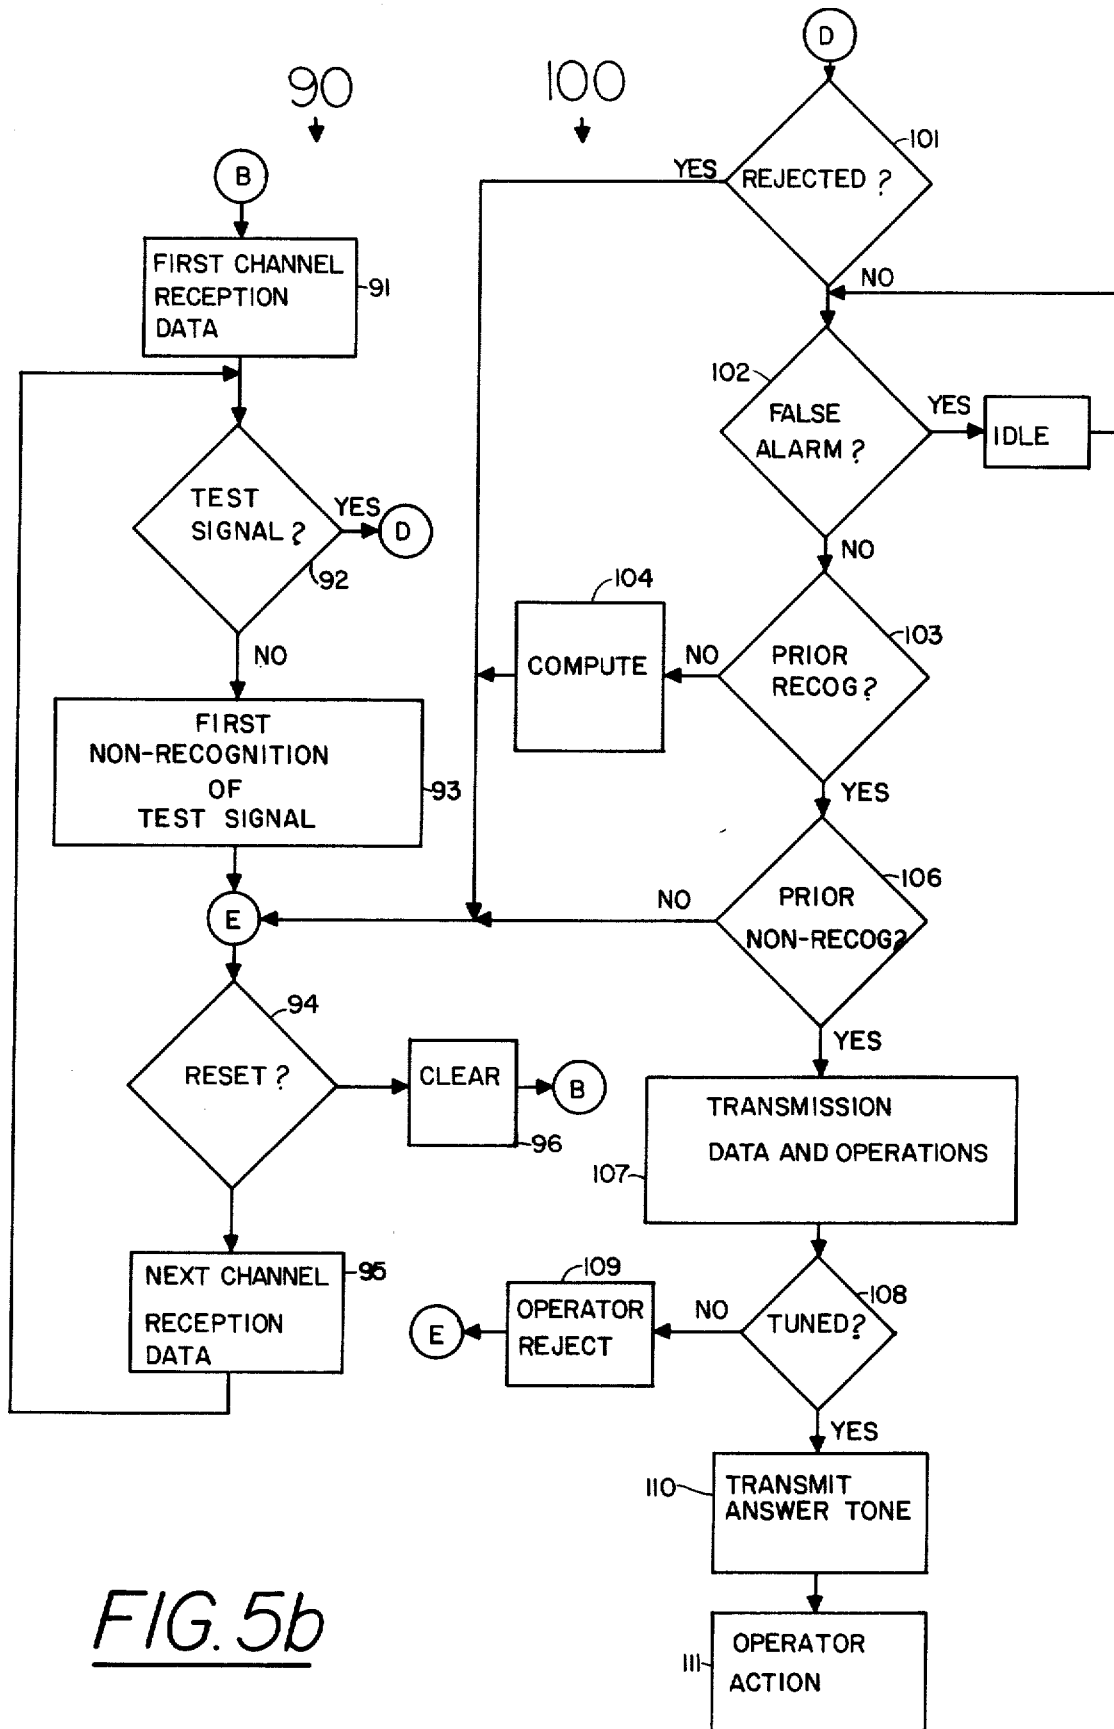 90
B
FIRST CHANNEL
RECEPTION
DATA
91
TEST
SIGNAL?
92
YES
D
NO
FIRST
NON-RECOGNITION
OF
TEST SIGNAL
93
E
RESET?
94
CLEAR
96
B
NEXT CHANNEL
RECEPTION
DATA
95
100
D
REJECTED?
101
YES
NO
102
FALSE
ALARM?
YES
IDLE
NO
103
PRIOR
RECOG?
NO
104
COMPUTE
YES
106
PRIOR
NON-RECOG?
NO
YES
TRANSMISSION
DATA AND OPERATIONS
107
108
TUNED?
NO
109
OPERATOR
REJECT
E
YES
110
TRANSMIT
ANSWER TONE
111
OPERATOR
ACTION
FIG. 5b